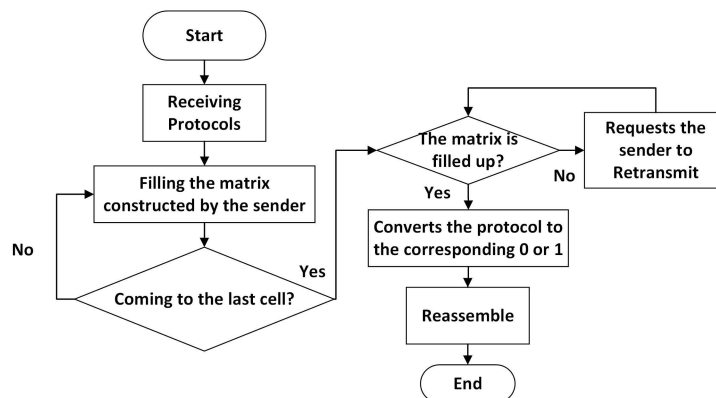 Start
Receiving
Protocols
Filling the matrix
constructed by the sender
No
Coming to the last cell?
Yes
The matrix is
filled up?
No
Requests the
sender to
Retransmit
Yes
Converts the protocol to
the corresponding 0 or 1
Reassemble
End